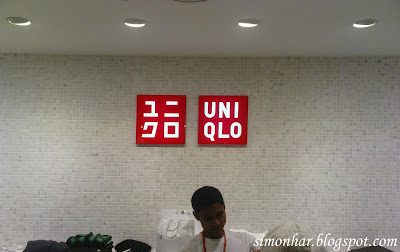 ユニ
クロ
UNI
QLO
simonhar.blogspot.com